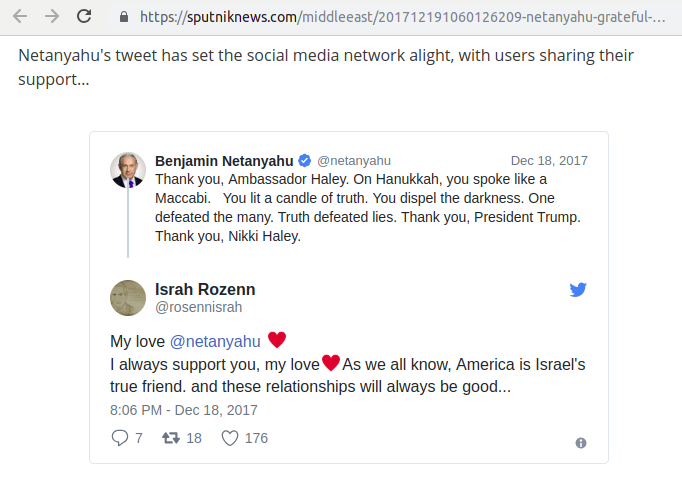 https://sputniknews.com/middleeast/201712191060126209-netanyahu-grateful-...
Netanyahu's tweet has set the social media network alight, with users sharing their
support...
Benjamin Netanyahu @netanyahu Dec 18, 2017
Thank you, Ambassador Haley. On Hanukkah, you spoke like a
Maccabi. You lit a candle of truth. You dispel the darkness. One
defeated the many. Truth defeated lies. Thank you, President Trump.
Thank you, Nikki Haley.
Israh Rozenn
@rosennisrah
My love @netanyahu ♥
I always support you, my love♥As we all know, America is Israel's
true friend. and these relationships will always be good...
8:06 PM - Dec 18, 2017
7 18 176